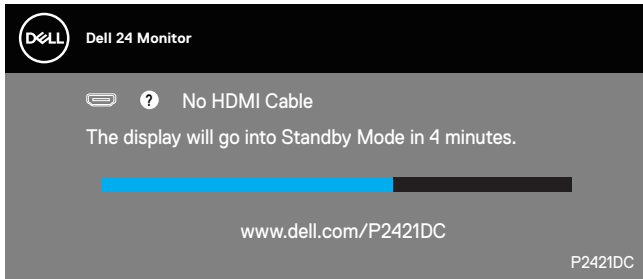 DELL
Dell 24 Monitor
? No HDMI Cable
The display will go into Standby Mode in 4 minutes.
www.dell.com/P2421DC
P2421DC